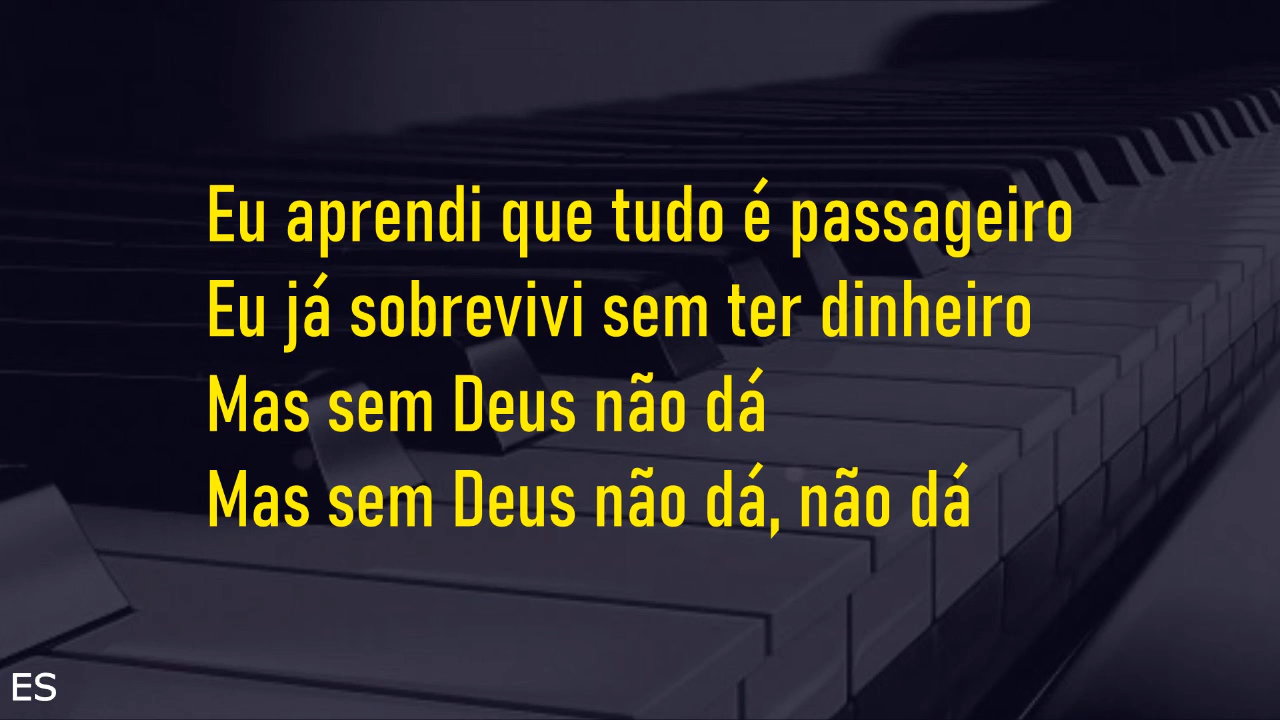 Eu aprendi que tudo é passageiro
Eu já sobrevivi sem ter dinheiro
Mas sem Deus não dá
Mas sem Deus não dá, não dá
ES